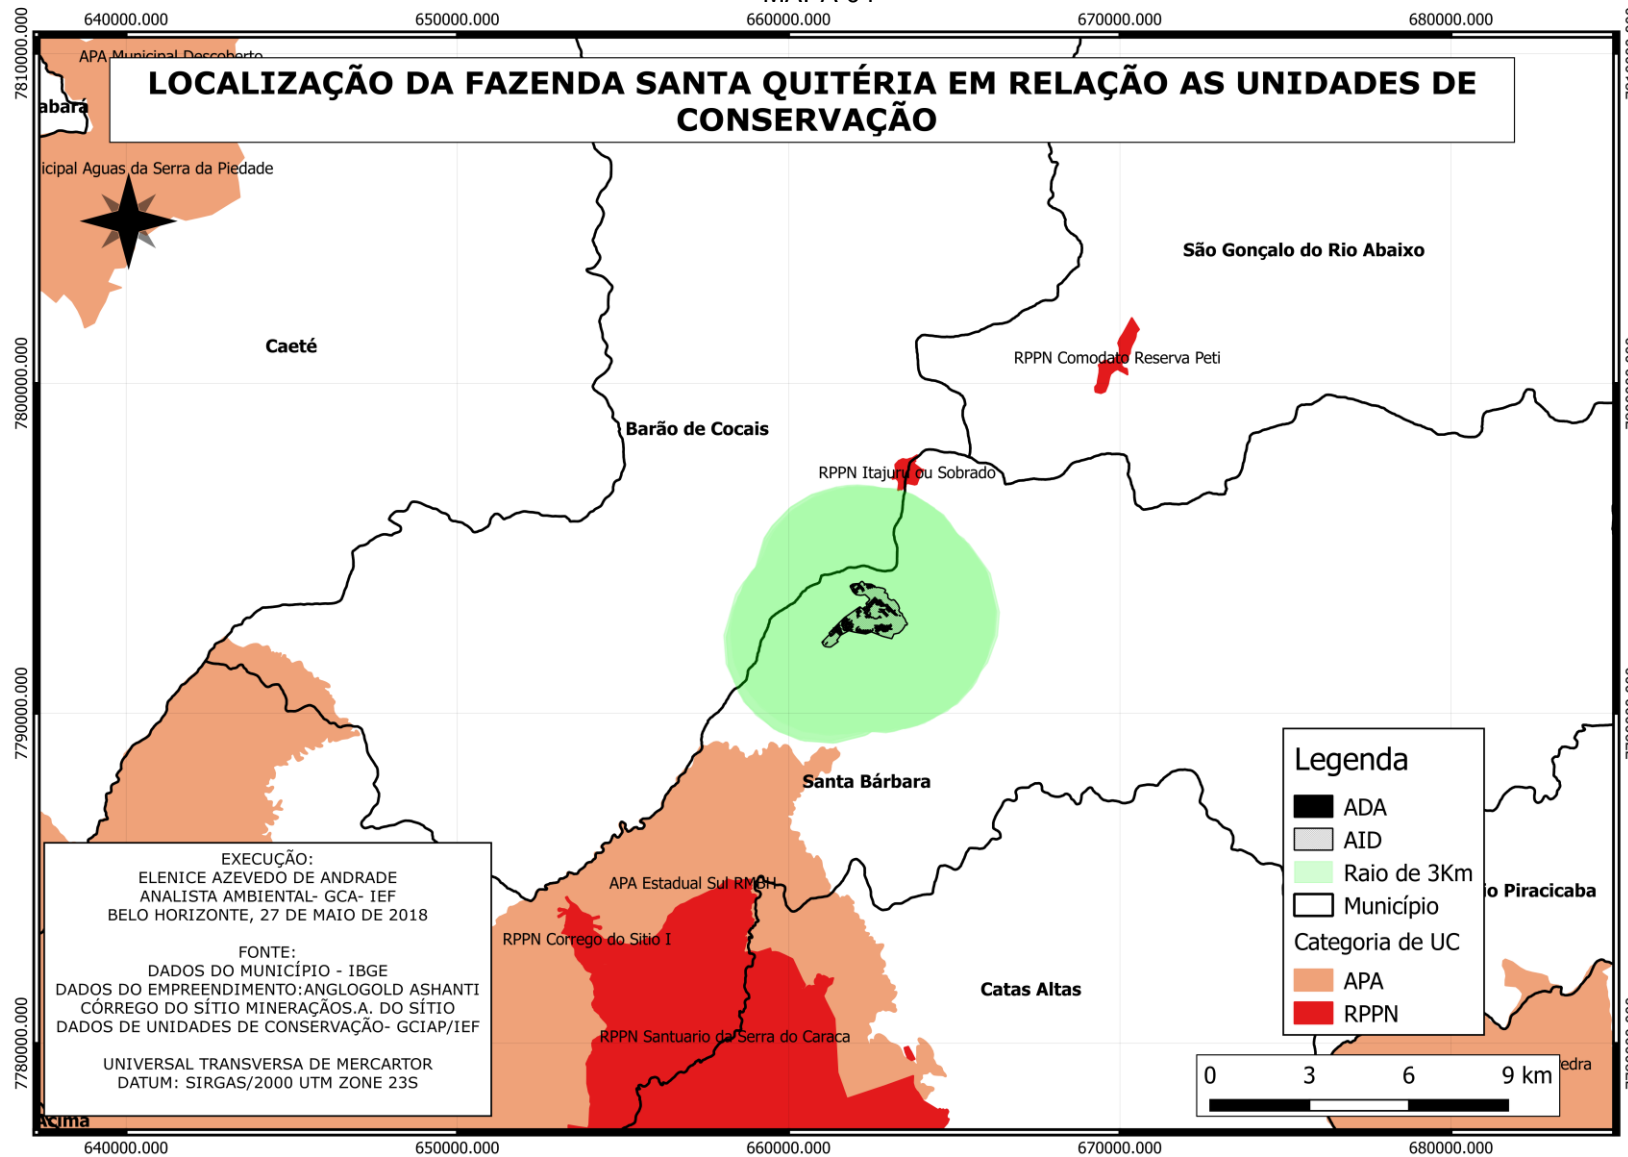 640000.000 650000.000 660000.000 670000.000 680000.000
7810000.000
APA Municipal Descoberto
LOCALIZAÇÃO DA FAZENDA SANTA QUITÉRIA EM RELAÇÃO AS UNIDADES DE
CONSERVAÇÃO
abará
icipal Aguas da Serra da Piedade
São Gonçalo do Rio Abaixo
Caeté
RPPN Comodato Reserva Peti
7800000.000
Barão de Cocais
RPPN Itajuru ou Sobrado
7790000.000
Santa Bárbara
Legenda
ADA
AID
Raio de 3Km
Município
Categoria de UC
APA
RPPN
io Piracicaba
APA Estadual Sul RMBH
RPPN Corrego do Sitio I
Catas Altas
RPPN Santuario da Serra do Caraca
EXECUÇÃO:
ELENICE AZEVEDO DE ANDRADE
ANALISTA AMBIENTAL- GCA- IEF
BELO HORIZONTE, 27 DE MAIO DE 2018
FONTE:
DADOS DO MUNICÍPIO - IBGE
DADOS DO EMPREENDIMENTO:ANGLOGOLD ASHANTI
CÓRREGO DO SÍTIO MINERAÇÃOS.A. DO SÍTIO
DADOS DE UNIDADES DE CONSERVAÇÃO- GCIAP/IEF
UNIVERSAL TRANSVERSA DE MERCARTOR
DATUM: SIRGAS/2000 UTM ZONE 23S
7780000.000
edra
0 3 6 9 km
Acima
640000.000 650000.000 660000.000 670000.000 680000.000